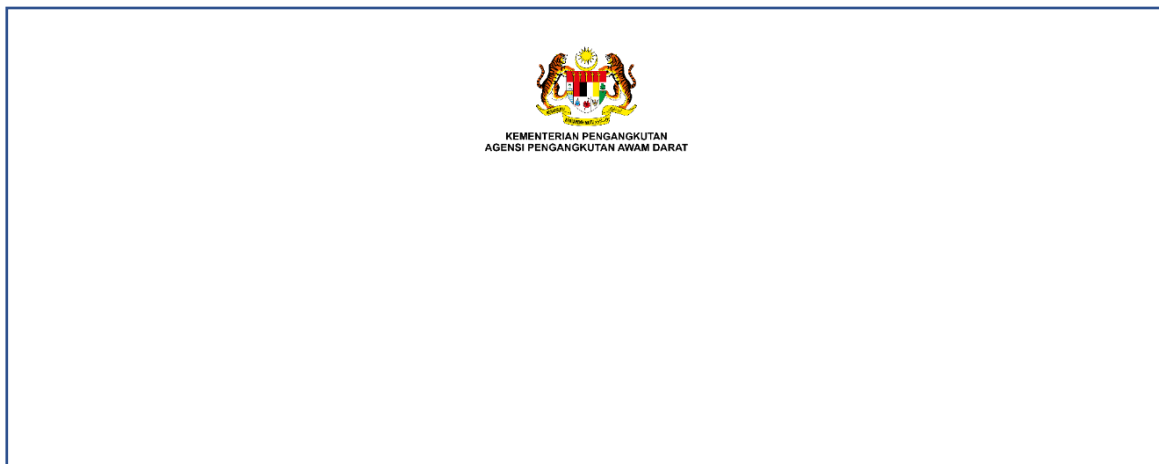 KEMENTERIAN PENGANGKUTAN
AGENSI PENGANGKUTAN AWAM DARAT